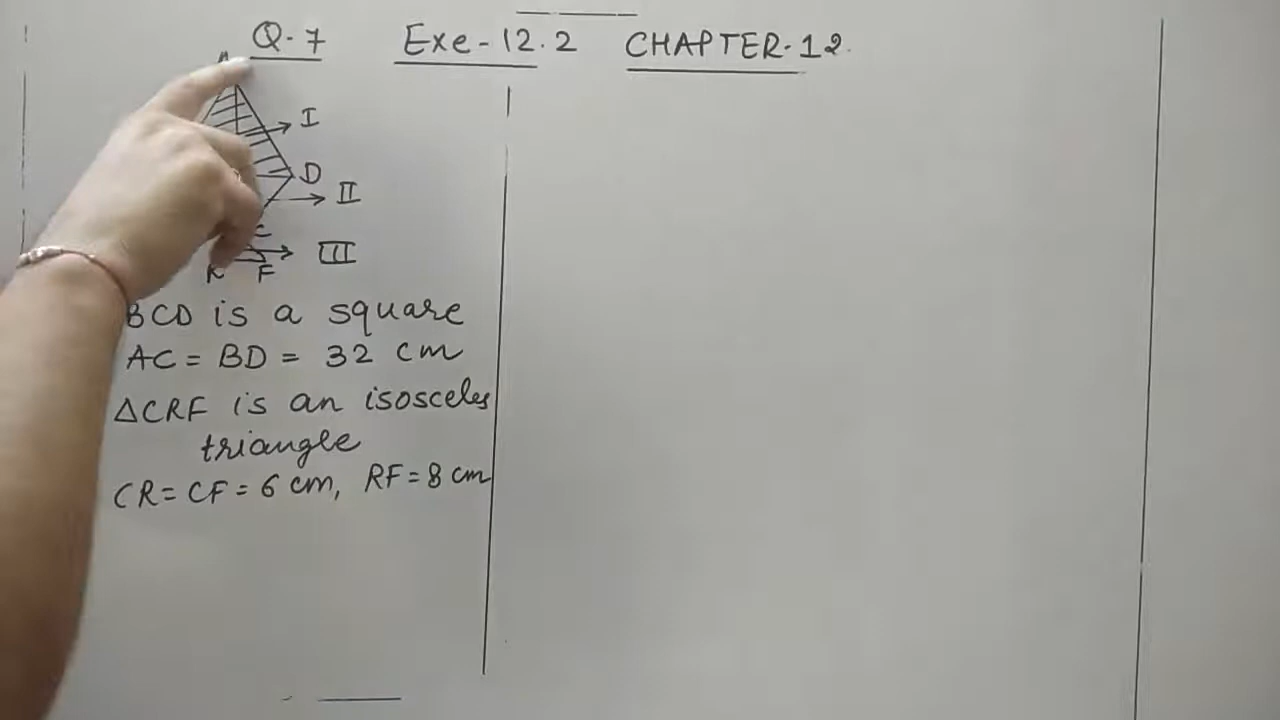 Q-7 Exe-12.2 CHAPTER-12
I
D
II
III
F
BCD is a square
AC = BD = 32 cm
△CRF is an isosceles
triangle
CR = CF = 6 cm, RF = 8 cm